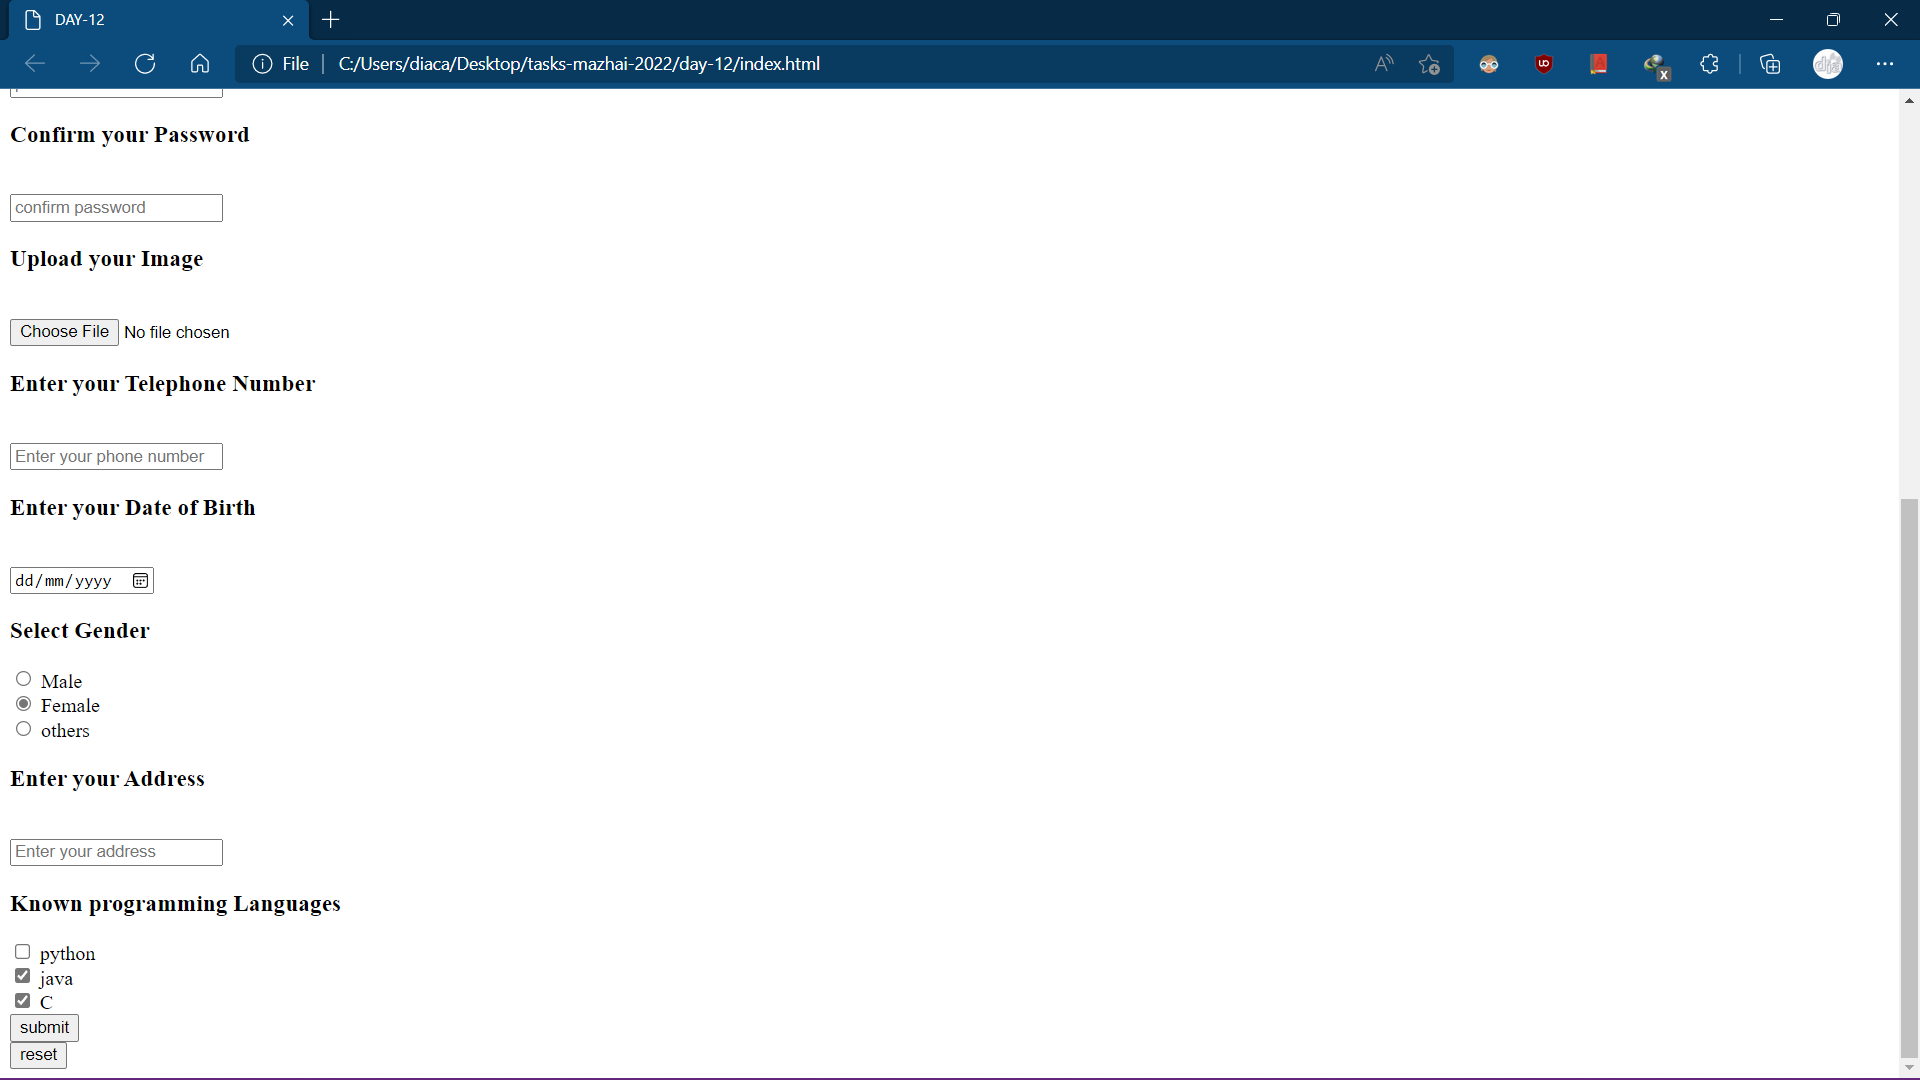 DAY-12
File
C:/Users/diaca/Desktop/tasks-mazhai-2022/day-12/index.html
Confirm your Password
confirm password
Upload your Image
Choose File No file chosen
Enter your Telephone Number
Enter your phone number
Enter your Date of Birth
dd/mm/yyyy
Select Gender
Male
Female
others
Enter your Address
Enter your address
Known programming Languages
python
java
C
submit
reset